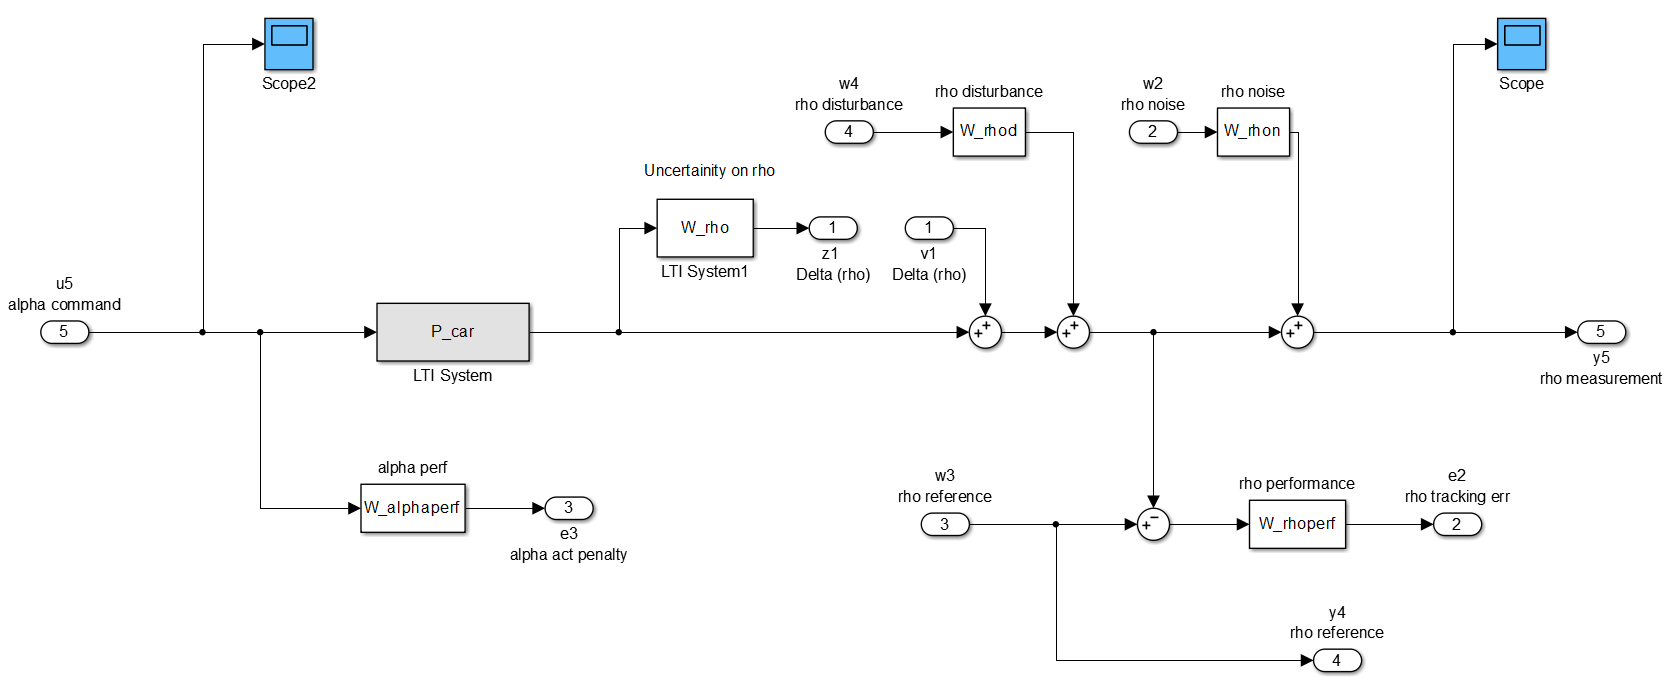 Scope2
Scope
w4
rho disturbance
4
rho disturbance
W_rhod
w2
rho noise
2
rho noise
W_rhon
Uncertainity on rho
W_rho
LTI System1
1
z1
Delta (rho)
1
v1
Delta (rho)
u5
alpha command
5
P_car
LTI System
+
+
+
+
+
+
5
y5
rho measurement
alpha perf
W_alphaperf
3
e3
alpha act penalty
w3
rho reference
3
+
−
rho performance
W_rhoperf
e2
rho tracking err
2
y4
rho reference
4